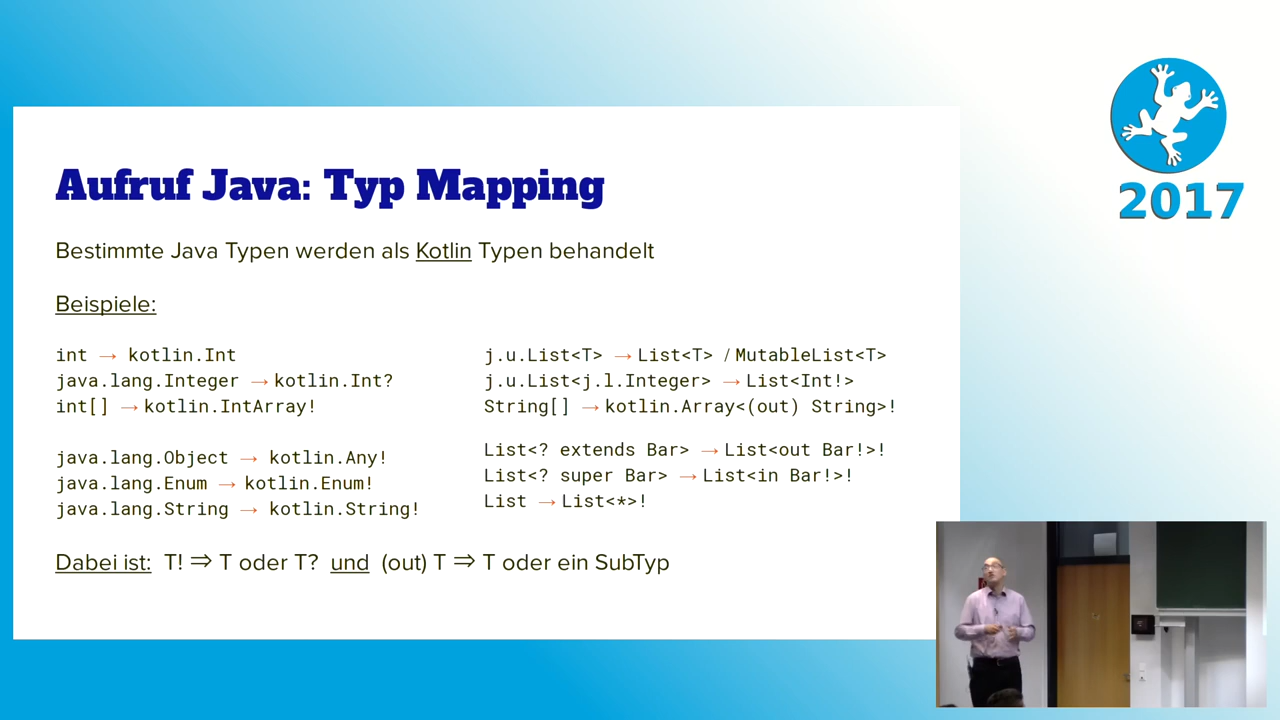 2017
Aufruf Java: Typ Mapping
Bestimmte Java Typen werden als Kotlin Typen behandelt
Beispiele:
int → kotlin.Int
java.lang.Integer → kotlin.Int?
int[] → kotlin.IntArray!
java.lang.Object → kotlin.Any!
java.lang.Enum → kotlin.Enum!
java.lang.String → kotlin.String!
j.u.List<T> → List<T> / MutableList<T>
j.u.List<j.l.Integer> → List<Int!>
String[] → kotlin.Array<(out) String>!
List<? extends Bar> → List<out Bar!>!
List<? super Bar> → List<in Bar!>!
List → List<*>!
Dabei ist: T! ⇒ T oder T? und (out) T ⇒ T oder ein SubTyp